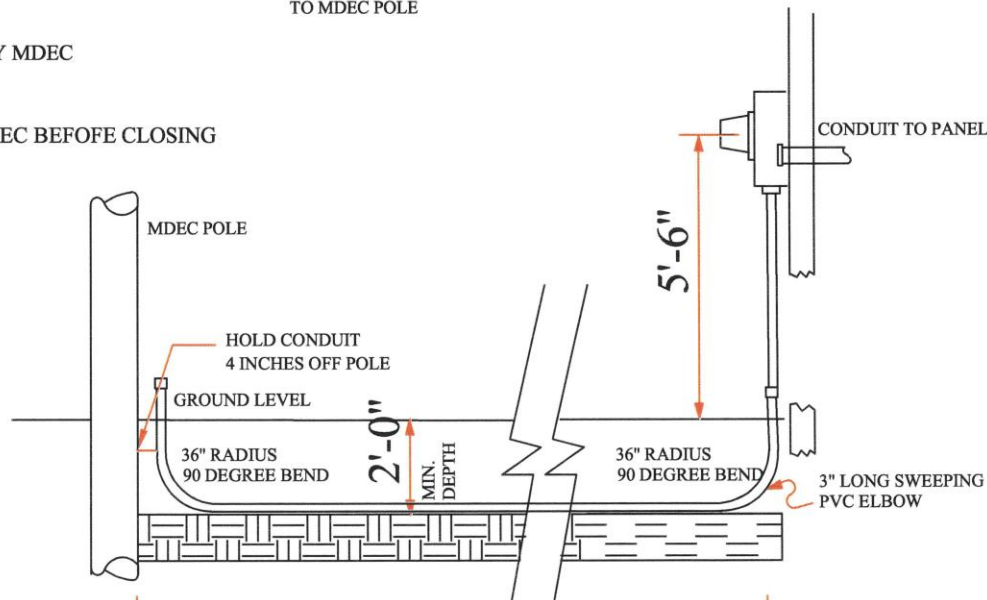 TO MDEC POLE
Y MDEC
EC BEFOFE CLOSING
CONDUIT TO PANEL
MDEC POLE
5'-6"
HOLD CONDUIT
4 INCHES OFF POLE
GROUND LEVEL
2'-0"
MIN.
DEPTH
36" RADIUS
90 DEGREE BEND
36" RADIUS
90 DEGREE BEND
3" LONG SWEEPING
PVC ELBOW